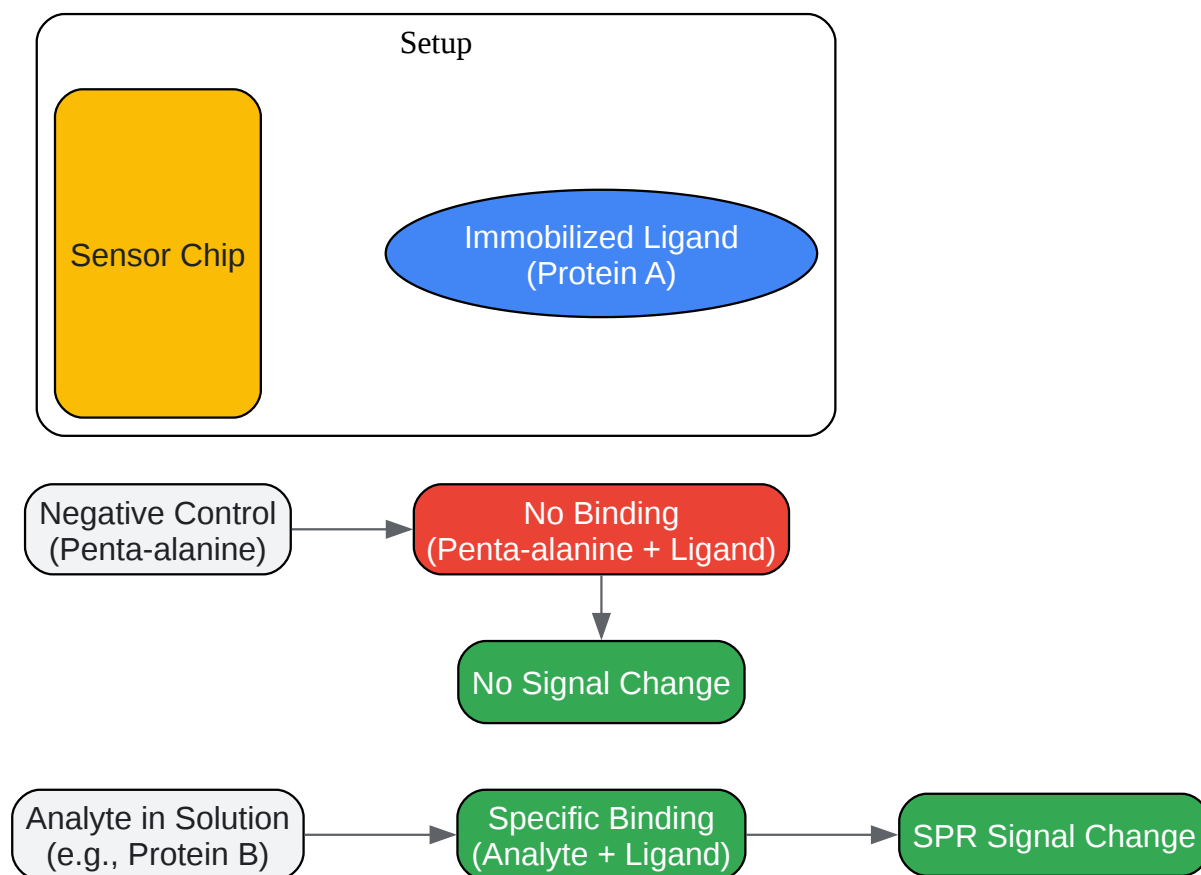 Setup
Sensor Chip
Immobilized Ligand
(Protein A)
Negative Control
(Penta-alanine)
No Binding
(Penta-alanine + Ligand)
No Signal Change
Analyte in Solution
(e.g., Protein B)
Specific Binding
(Analyte + Ligand)
SPR Signal Change